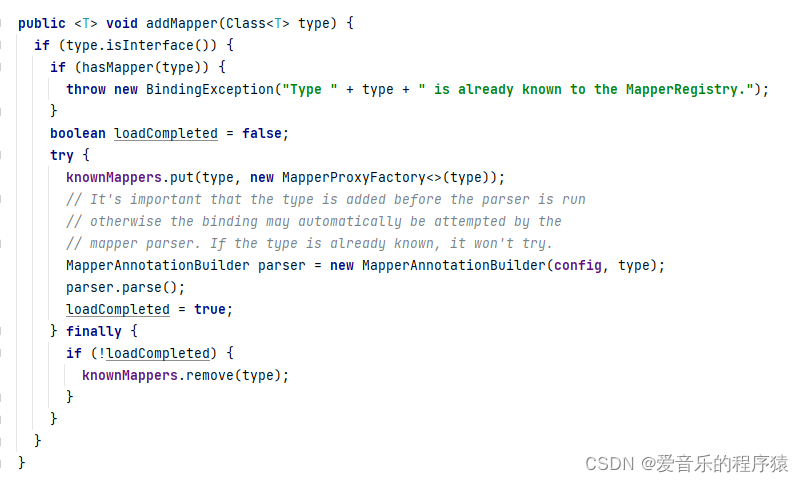 public <T> void addMapper(Class<T> type) {
  if (type.isInterface()) {
    if (hasMapper(type)) {
      throw new BindingException("Type " + type + " is already known to the MapperRegistry.");
    }
    boolean loadCompleted = false;
    try {
      knownMappers.put(type, new MapperProxyFactory<>(type));
      // It's important that the type is added before the parser is run
      // otherwise the binding may automatically be attempted by the
      // mapper parser. If the type is already known, it won't try.
      MapperAnnotationBuilder parser = new MapperAnnotationBuilder(config, type);
      parser.parse();
      loadCompleted = true;
    } finally {
      if (!loadCompleted) {
        knownMappers.remove(type);
      }
    }
  }
}
CSDN @爱音乐的程序猿